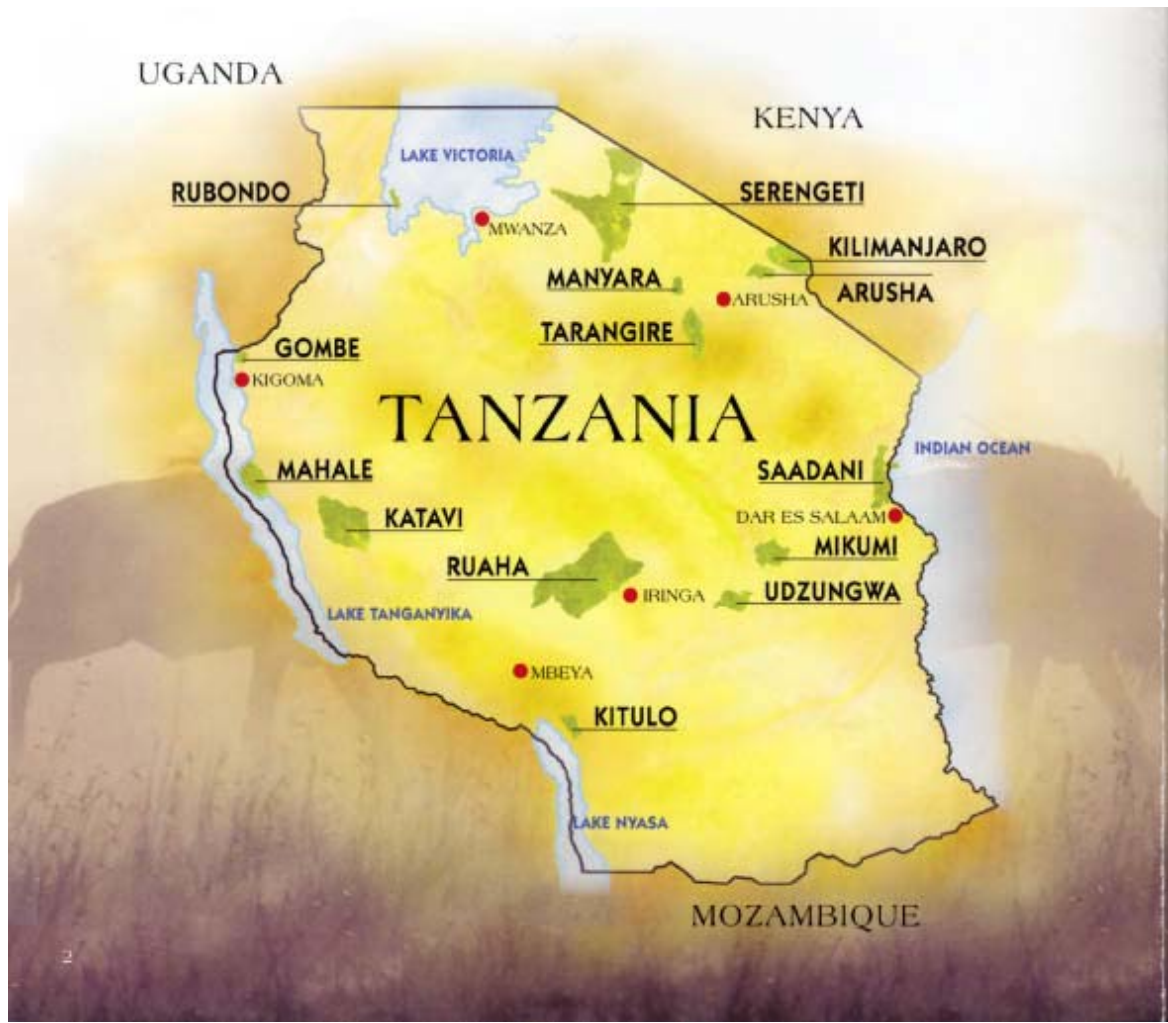 UGANDA
KENYA
LAKE VICTORIA
RUBONDO
SERENGETI
MWANZA
KILIMANJARO
MANYARA
ARUSHA
ARUSHA
TARANGIRE
GOMBE
KIGOMA
TANZANIA
INDIAN OCEAN
MAHALE
SAADANI
KATAVI
DAR ES SALAAM
MIKUMI
RUAHA
IRINGA
UDZUNGWA
LAKE TANGANYIKA
MBEYA
KITULO
LAKE NYASA
MOZAMBIQUE
2